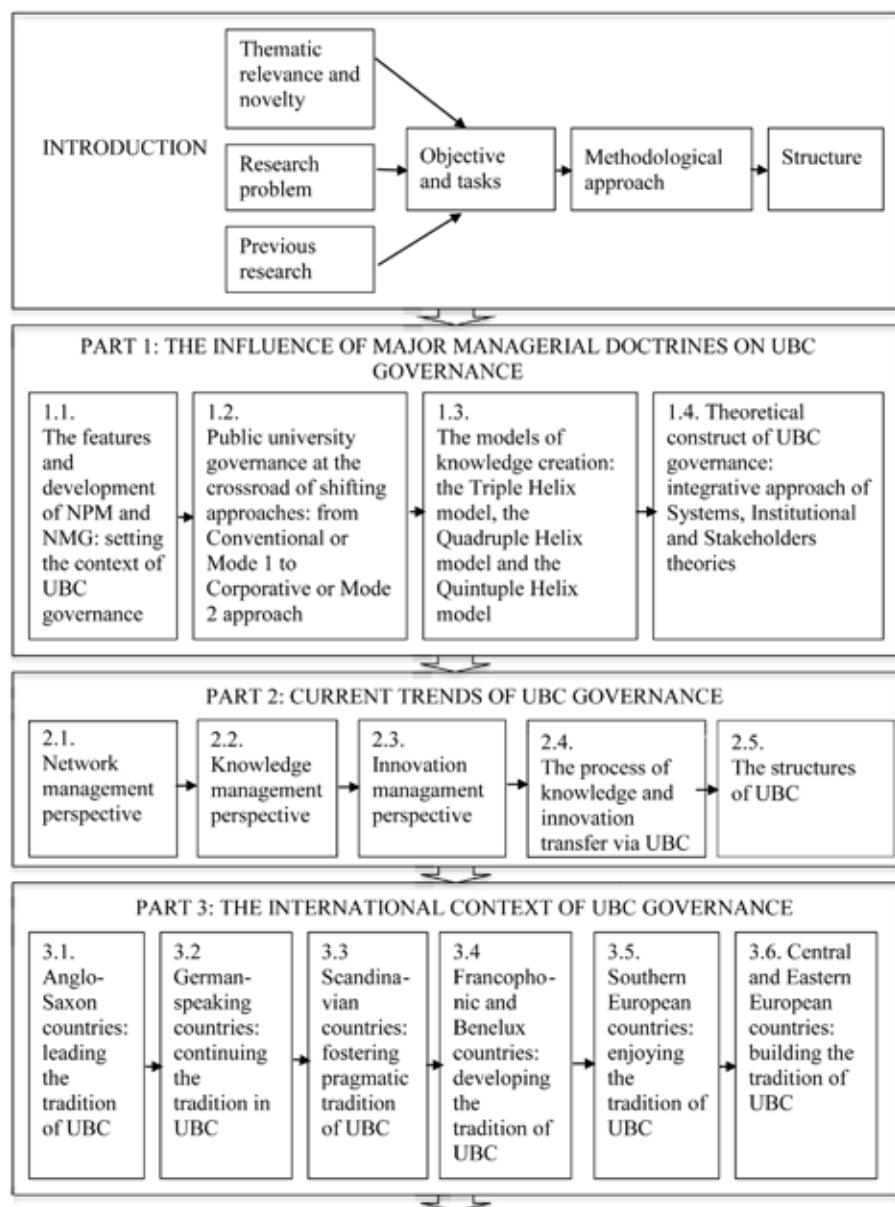 INTRODUCTION
Thematic
relevance and
novelty
Research
problem
Previous
research
Objective
and tasks
Methodological
approach
Structure
PART 1: THE INFLUENCE OF MAJOR MANAGERIAL DOCTRINES ON UBC
GOVERNANCE
1.1.
The features
and
development
of NPM and
NMG: setting
the context of
UBC
governance
1.2.
Public university
governance at the
crossroad of shifting
approaches: from
Conventional or
Mode 1 to
Corporative or Mode
2 approach
1.3.
The models of
knowledge creation:
the Triple Helix
model, the
Quadruple Helix
model and the
Quintuple Helix
model
1.4. Theoretical
construct of UBC
governance:
integrative approach of
Systems, Institutional
and Stakeholders
theories
PART 2: CURRENT TRENDS OF UBC GOVERNANCE
2.1.
Network
management
perspective
2.2.
Knowledge
management
perspective
2.3.
Innovation
managament
perspective
2.4.
The process of
knowledge and
innovation
transfer via UBC
2.5.
The structures
of UBC
PART 3: THE INTERNATIONAL CONTEXT OF UBC GOVERNANCE
3.1.
Anglo-
Saxon
countries:
leading
the
tradition
of UBC
3.2
German-
speaking
countries:
continuing
the
tradition in
UBC
3.3
Scandina-
vian
countries:
fostering
pragmatic
tradition
of UBC
3.4
Francopho-
nic and
Benelux
countries:
developing
the
tradition of
UBC
3.5.
Southern
European
countries:
enjoying
the
tradition of
UBC
3.6. Central
and Eastern
European
countries:
building the
tradition of
UBC